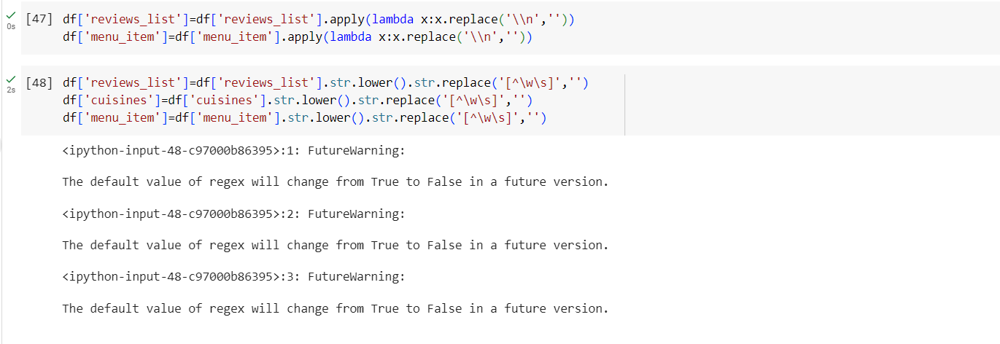 [47] df['reviews_list']=df['reviews_list'].apply(lambda x:x.replace('\\n',''))
0s
df['menu_item']=df['menu_item'].apply(lambda x:x.replace('\\n',''))
[48] df['reviews_list']=df['reviews_list'].str.lower().str.replace('[^\w\s]','')
2s
df['cuisines']=df['cuisines'].str.lower().str.replace('[^\w\s]','')
df['menu_item']=df['menu_item'].str.lower().str.replace('[^\w\s]','')
<ipython-input-48-c97000b86395>:1: FutureWarning:
The default value of regex will change from True to False in a future version.
<ipython-input-48-c97000b86395>:2: FutureWarning:
The default value of regex will change from True to False in a future version.
<ipython-input-48-c97000b86395>:3: FutureWarning:
The default value of regex will change from True to False in a future version.